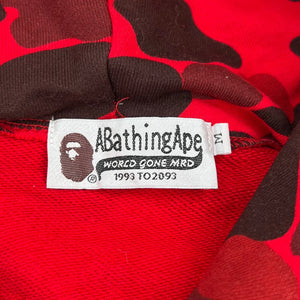 ABathingApe®
WORLD GONE MAD
1993 TO 2093
M